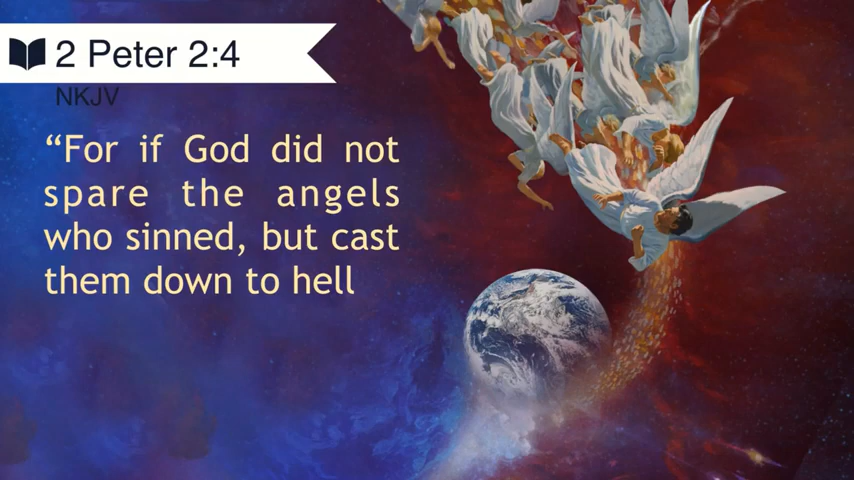 2 Peter 2:4
NKJV
“For if God did not
spare the angels
who sinned, but cast
them down to hell